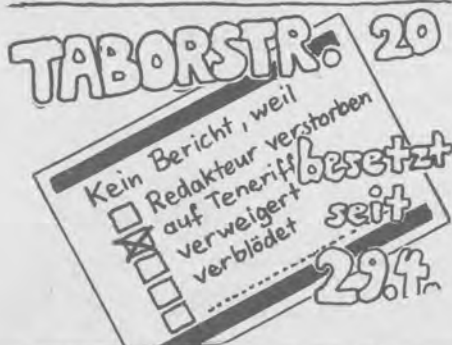 TABORSTR. 20
Kein Bericht, weil
Redakteur verstorben
auf Teneriff
verweigert
verblödet
besetzt
seit
29.4.